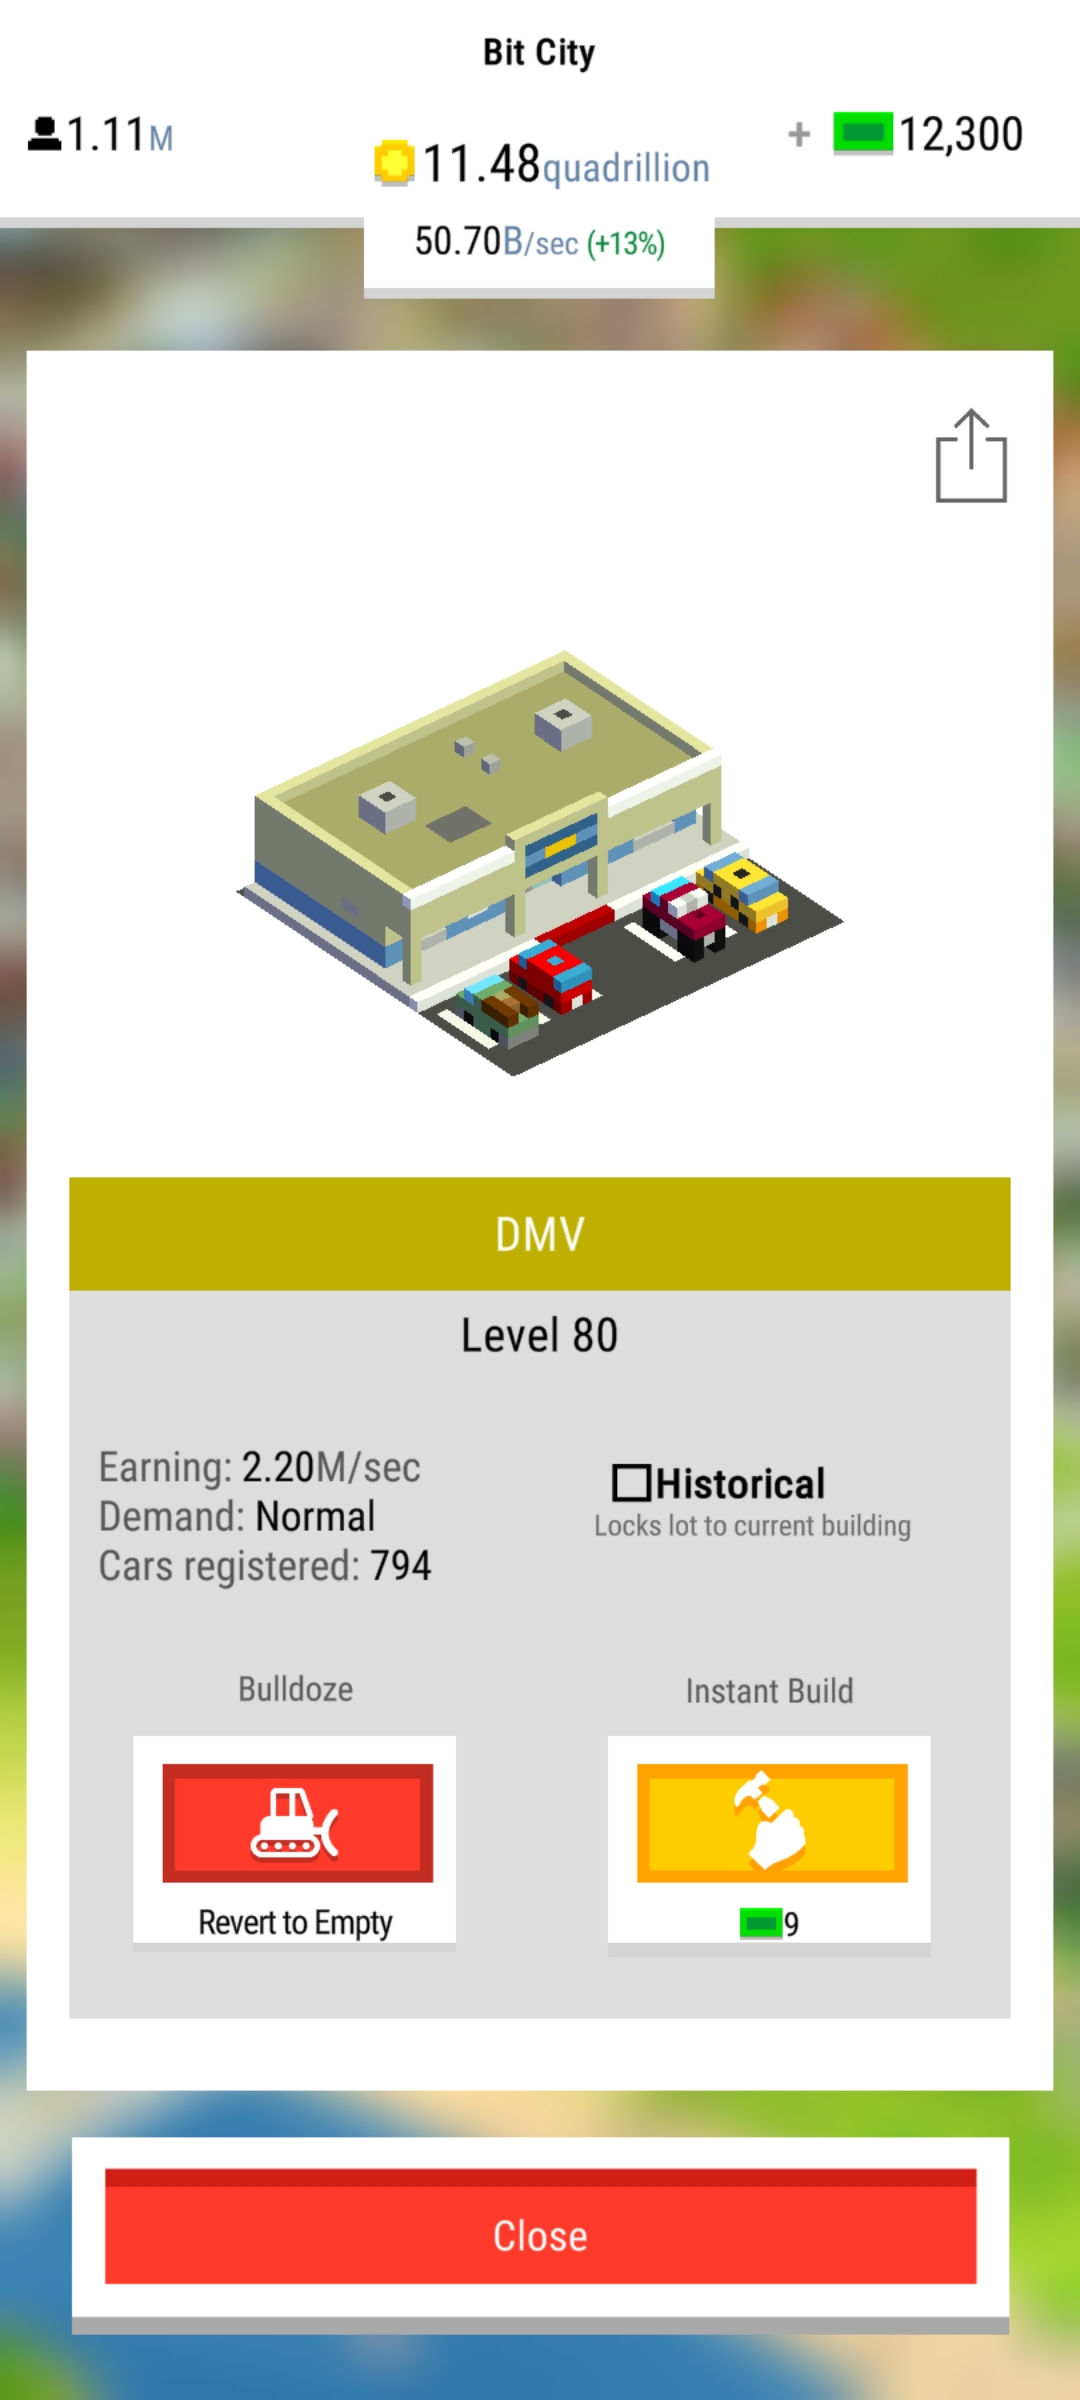 Bit City
1.11M
11.48quadrillion
+ 12,300
50.70B/sec (+13%)
DMV
Level 80
Earning: 2.20M/sec
Demand: Normal
Cars registered: 794
Historical
Locks lot to current building
Bulldoze
Instant Build
Revert to Empty
9
Close